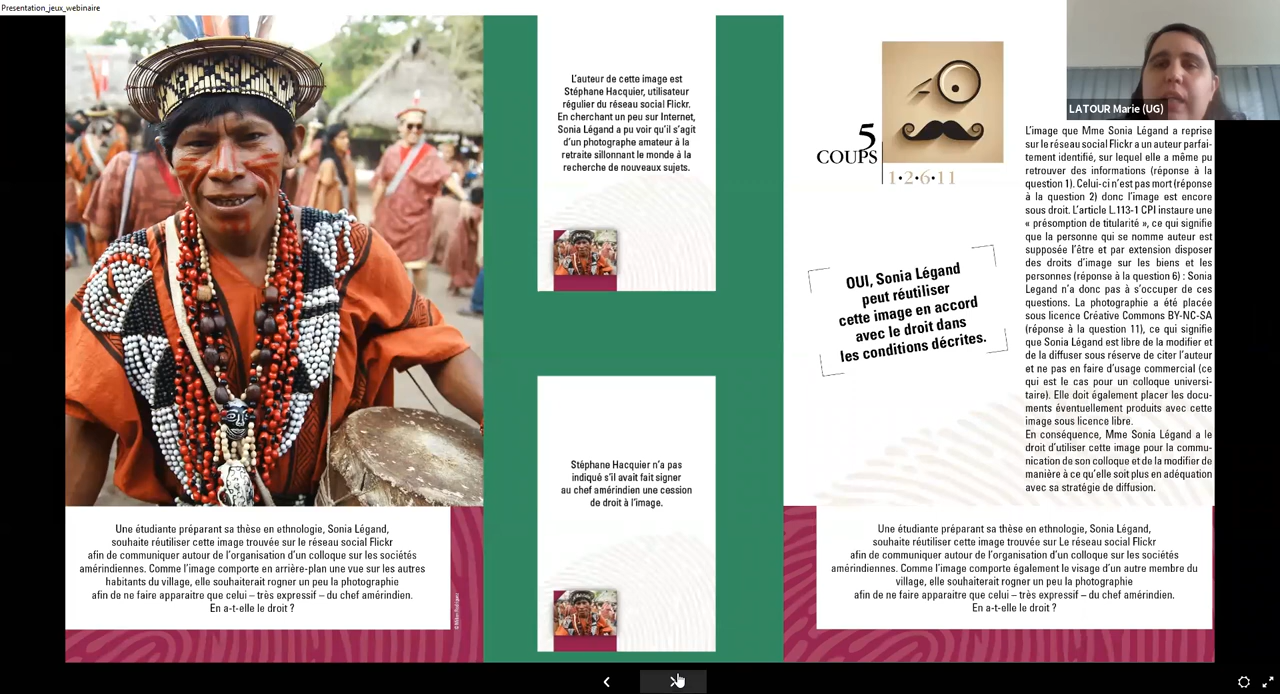 Presentation_jeux_webinaire
Une étudiante préparant sa thèse en ethnologie, Sonia Légand,
souhaite réutiliser cette image trouvée sur le réseau social Flickr
afin de communiquer autour de l'organisation d'un colloque sur les sociétés
amérindiennes. Comme l'image comporte en arrière-plan une vue sur les autres
habitants du village, elle souhaiterait rogner un peu la photographie
afin de ne faire apparaitre que celui – très expressif – du chef amérindien.
En a-t-elle le droit ?
L'auteur de cette image est
Stéphane Hacquier, utilisateur
régulier du réseau social Flickr.
En cherchant un peu sur Internet,
Sonia Légand a pu voir qu'il s'agit
d'un photographe amateur à la
retraite sillonnant le monde à la
recherche de nouveaux sujets.
Stéphane Hacquier n'a pas
indiqué s'il avait fait signer
au chef amérindien une cession
de droit à l'image.
5
COUPS
1•2•6•11
OUI, Sonia Légand
peut réutiliser
cette image en accord
avec le droit dans
les conditions décrites.
LATOUR Marie (UG)
L'image que Mme Sonia Légand a reprise
sur le réseau social Flickr a un auteur parfai-
tement identifié, sur lequel elle a même pu
retrouver des informations (réponse à la
question 1). Celui-ci n'est pas mort (réponse
à la question 2) donc l'image est encore
sous droit. L'article L.113-1 CPI instaure une
« présomption de titularité », ce qui signifie
que la personne qui se nomme auteur est
supposée l'être et par extension disposer
des droits d'image sur les biens et les
personnes (réponse à la question 6) : Sonia
Legand n'a donc pas à s'occuper de ces
questions. La photographie a été placée
sous licence Créative Commons BY-NC-SA
(réponse à la question 11), ce qui signifie
que Sonia Légand est libre de la modifier et
de la diffuser sous réserve de citer l'auteur
et ne pas en faire d'usage commercial (ce
qui est le cas pour un colloque universi-
taire). Elle doit également placer les docu-
ments éventuellement produits avec cette
image sous licence libre.
En conséquence, Mme Sonia Légand a le
droit d'utiliser cette image pour la commu-
nication de son colloque et de la modifier de
manière à ce qu'elle soit plus en adéquation
avec sa stratégie de diffusion.
Une étudiante préparant sa thèse en ethnologie, Sonia Légand,
souhaite réutiliser cette image trouvée sur Le réseau social Flickr
afin de communiquer autour de l'organisation d'un colloque sur les sociétés
amérindiennes. Comme l'image comporte également le visage d'un autre membre du
village, elle souhaiterait rogner un peu la photographie
afin de ne faire apparaitre que celui – très expressif – du chef amérindien.
En a-t-elle le droit ?